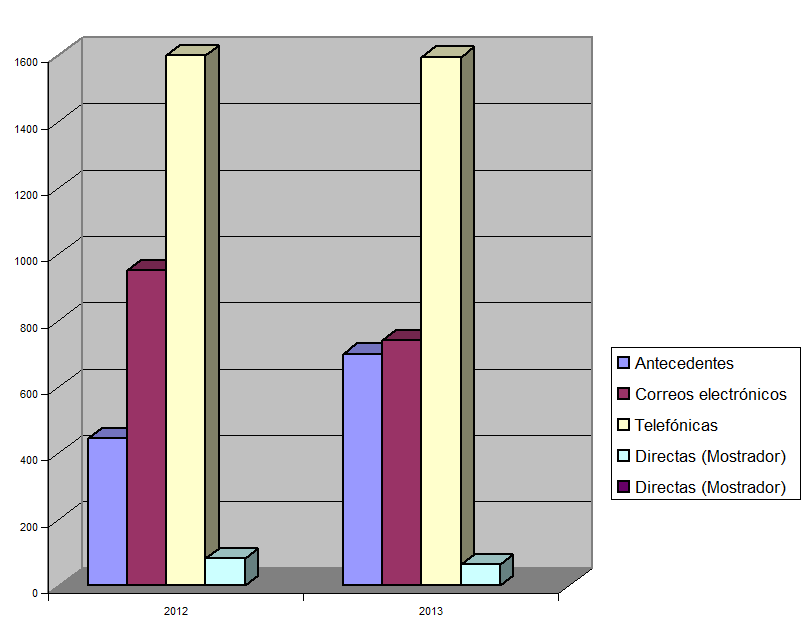 1600
1400
1200
1000
800
600
400
200
0
2012
2013
Antecedentes
Correos electrónicos
Telefónicas
Directas (Mostrador)
Directas (Mostrador)